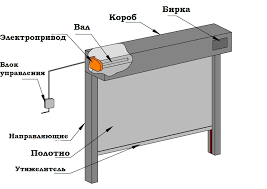 Бирка
Короб
Вал
Электропривод
Блок
управления
Направляющие
Полотно
Утяжелитель